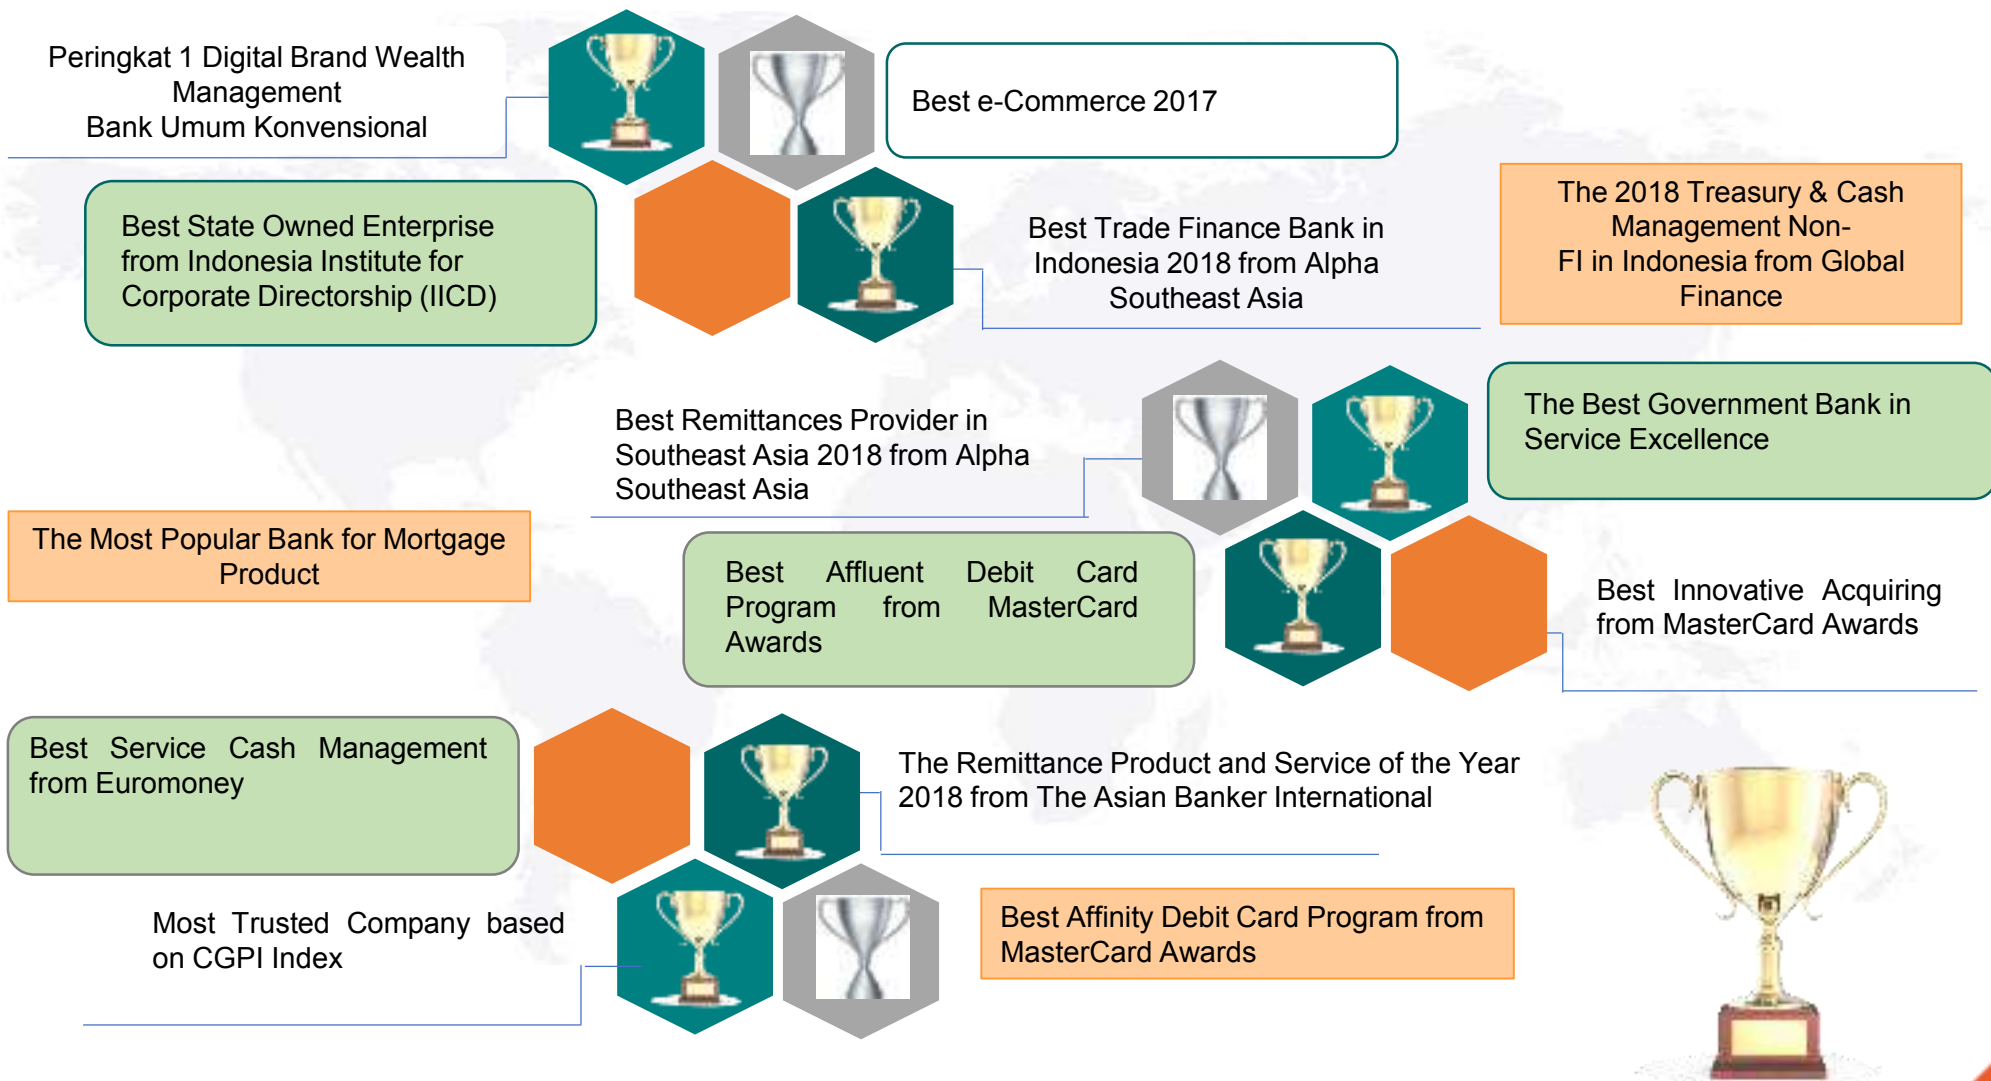 Peringkat 1 Digital Brand Wealth
Management
Bank Umum Konvensional
Best e-Commerce 2017
Best State Owned Enterprise
from Indonesia Institute for
Corporate Directorship (IICD)
Best Trade Finance Bank in
Indonesia 2018 from Alpha
Southeast Asia
The 2018 Treasury & Cash
Management Non-
FI in Indonesia from Global
Finance
Best Remittances Provider in
Southeast Asia 2018 from Alpha
Southeast Asia
The Best Government Bank in
Service Excellence
The Most Popular Bank for Mortgage
Product
Best Affluent Debit Card
Program from MasterCard
Awards
Best Innovative Acquiring
from MasterCard Awards
Best Service Cash Management
from Euromoney
The Remittance Product and Service of the Year
2018 from The Asian Banker International
Most Trusted Company based
on CGPI Index
Best Affinity Debit Card Program from
MasterCard Awards